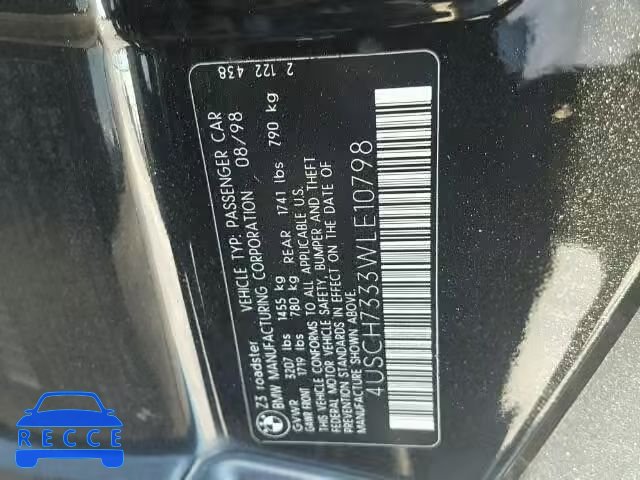 Z3 roadster VEHICLE TYP: PASSENGER CAR 2 122 438
BMW MANUFACTURING CORPORATION 08/98
GVWR 3207 lbs 1455 kg
GAWR FRONT 1719 lbs 780 kg REAR 1741 lbs 790 kg
THIS VEHICLE CONFORMS TO ALL APPLICABLE U.S.
FEDERAL MOTOR VEHICLE SAFETY, BUMPER AND THEFT
PREVENTION STANDARDS IN EFFECT ON THE DATE OF
MANUFACTURE SHOWN ABOVE.
4USCH7333WLE10798
RECCE